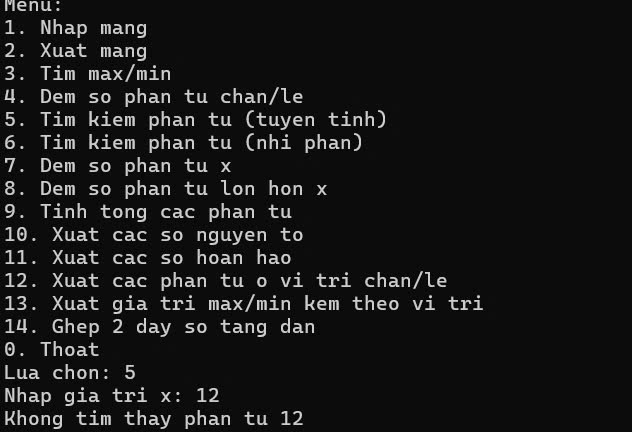 Menu:
1. Nhap mang
2. Xuat mang
3. Tim max/min
4. Dem so phan tu chan/le
5. Tim kiem phan tu (tuyen tinh)
6. Tim kiem phan tu (nhi phan)
7. Dem so phan tu x
8. Dem so phan tu lon hon x
9. Tinh tong cac phan tu
10. Xuat cac so nguyen to
11. Xuat cac so hoan hao
12. Xuat cac phan tu o vi tri chan/le
13. Xuat gia tri max/min kem theo vi tri
14. Ghep 2 day so tang dan
0. Thoat
Lua chon: 5
Nhap gia tri x: 12
Khong tim thay phan tu 12